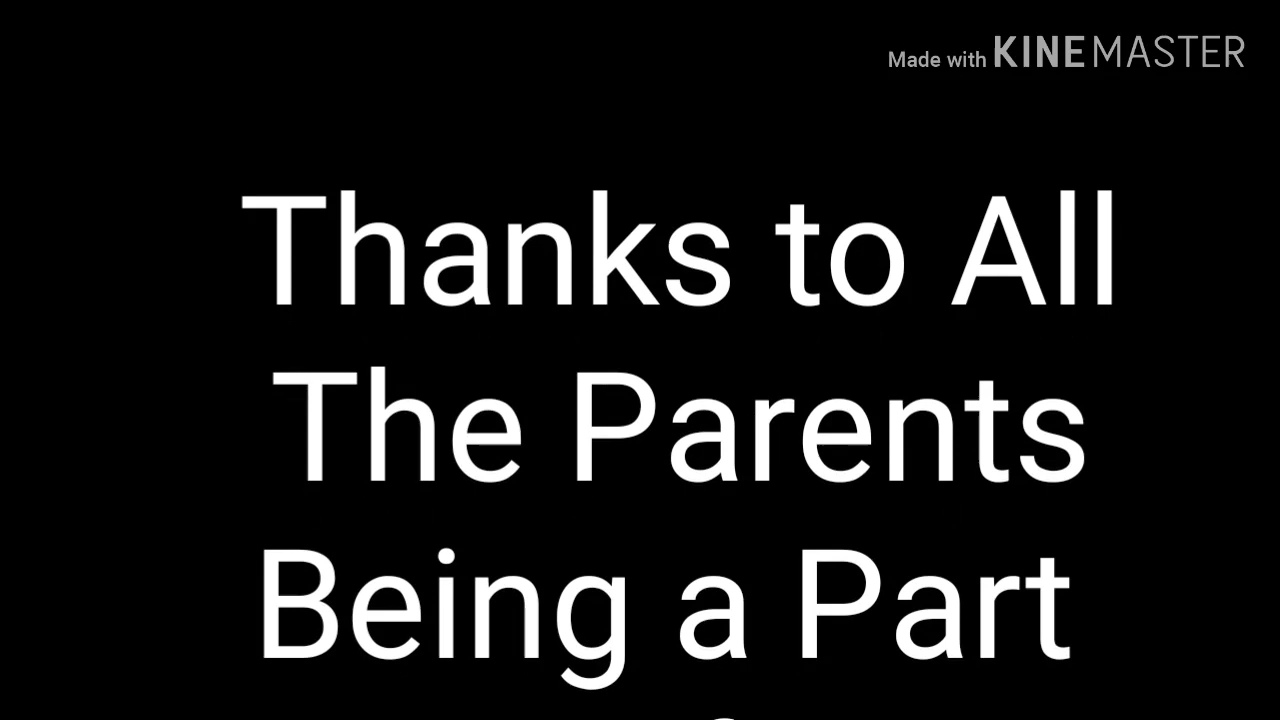 Made with KINEMASTER
Thanks to All
The Parents
Being a Part